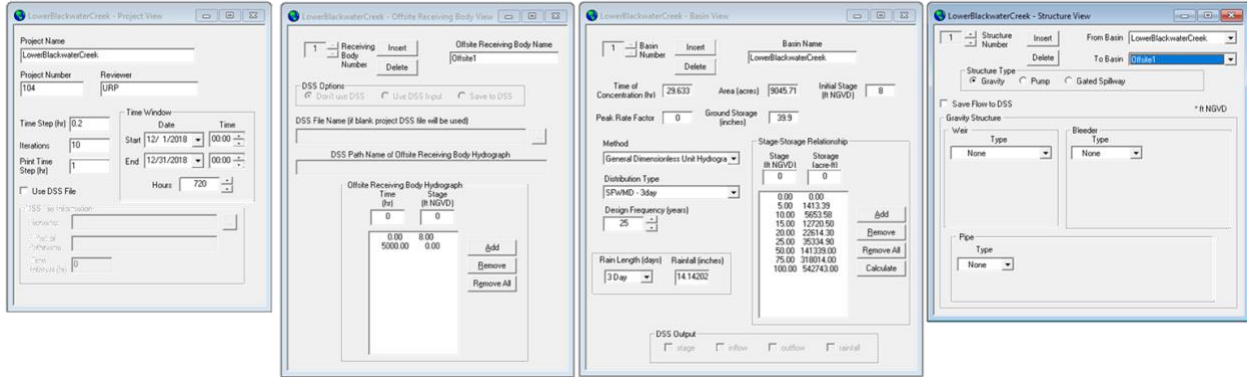 LowerBlackwaterCreek - Project View
Project Name
LowerBlackwaterCreek
Project Number Reviewer
104 URP
Time Window
Date Time
Time Step (hr) 0.2
Start 12/ 1/2018 00:00
Iterations 10
End 12/31/2018 00:00
Print Time Step (hr) 1
Hours 720
Use DSS File
DSS File Information
LowerBlackwaterCreek - Offsite Receiving Body View
1 Receiving Body Number Insert Delete
Offsite Receiving Body Name
Offsite1
DSS Options
Don't use DSS Use DSS Input Save to DSS
DSS File Name (if blank project DSS file will be used)
DSS Path Name of Offsite Receiving Body Hydrograph
Offsite Receiving Body Hydrograph
Time (hr) Stage (ft NGVD)
0 0
0.00 8.00
5000.00 0.00
Add
Remove
Remove All
LowerBlackwaterCreek - Basin View
1 Basin Number Insert Delete
Basin Name
LowerBlackwaterCreek
Time of Concentration (hr) 29.633 Area (acres) 9045.71 Initial Stage (ft NGVD) 8
Peak Rate Factor 0 Ground Storage (inches) 39.9
Method
General Dimensionless Unit Hydrogra
Distribution Type
SFWMD - 3day
Design Frequency (years)
25
Rain Length (days) Rainfall (inches)
3 Day 14.14202
Stage-Storage Relationship
Stage (ft NGVD) Storage (acre-ft)
0 0
0.00 0.00
5.00 1413.39
10.00 5653.58
15.00 12720.50
20.00 22614.30
25.00 35334.90
50.00 141339.00
75.00 318014.00
100.00 542743.00
Add
Remove
Remove All
Calculate
DSS Output
stage inflow outflow rainfall
LowerBlackwaterCreek - Structure View
1 Structure Number Insert Delete
From Basin LowerBlackwaterCreek
To Basin Offsite1
Structure Type
Gravity Pump Gated Spillway
Save Flow to DSS
* ft NGVD
Gravity Structure
Weir
Type
None
Bleeder
Type
None
Pipe
Type
None